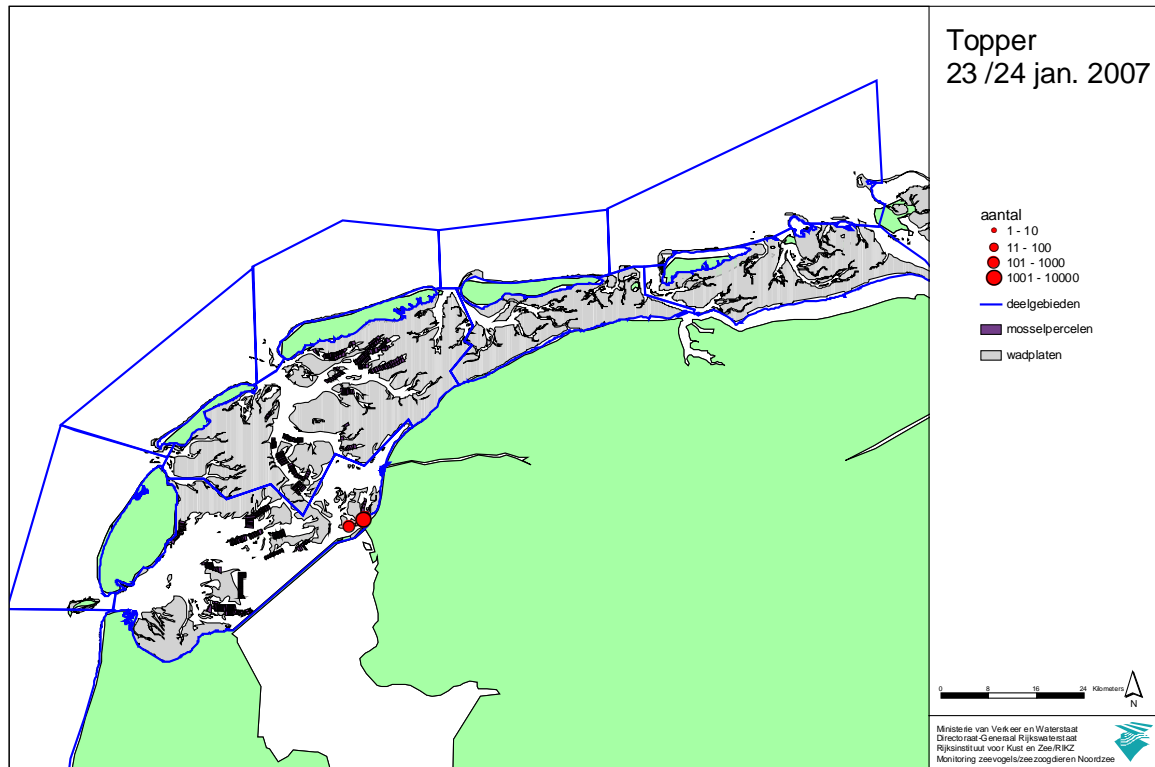 Topper
23 /24 jan. 2007
aantal
1 - 10
11 - 100
101 - 1000
1001 - 10000
deelgebieden
mosselpercelen
wadplaten
0 8 16 24 Kilometers
N
Ministerie van Verkeer en Waterstaat
Directoraat-Generaal Rijkswaterstaat
Rijksinstituut voor Kust en Zee/RIKZ
Monitoring zeevogels/zeezoogdieren Noordzee